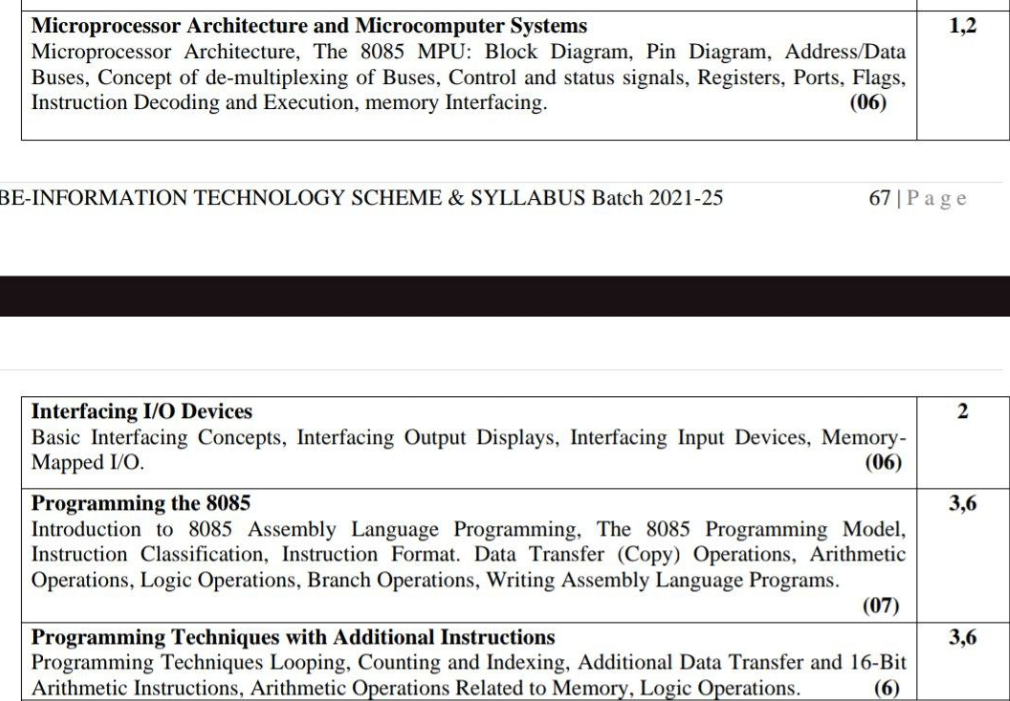 Microprocessor Architecture and Microcomputer Systems 1,2
Microprocessor Architecture, The 8085 MPU: Block Diagram, Pin Diagram, Address/Data
Buses, Concept of de-multiplexing of Buses, Control and status signals, Registers, Ports, Flags,
Instruction Decoding and Execution, memory Interfacing. (06)
BE-INFORMATION TECHNOLOGY SCHEME & SYLLABUS Batch 2021-25 67 | P a g e
Interfacing I/O Devices 2
Basic Interfacing Concepts, Interfacing Output Displays, Interfacing Input Devices, Memory-
Mapped I/O. (06)
Programming the 8085 3,6
Introduction to 8085 Assembly Language Programming, The 8085 Programming Model,
Instruction Classification, Instruction Format. Data Transfer (Copy) Operations, Arithmetic
Operations, Logic Operations, Branch Operations, Writing Assembly Language Programs.
(07)
Programming Techniques with Additional Instructions 3,6
Programming Techniques Looping, Counting and Indexing, Additional Data Transfer and 16-Bit
Arithmetic Instructions, Arithmetic Operations Related to Memory, Logic Operations. (6)